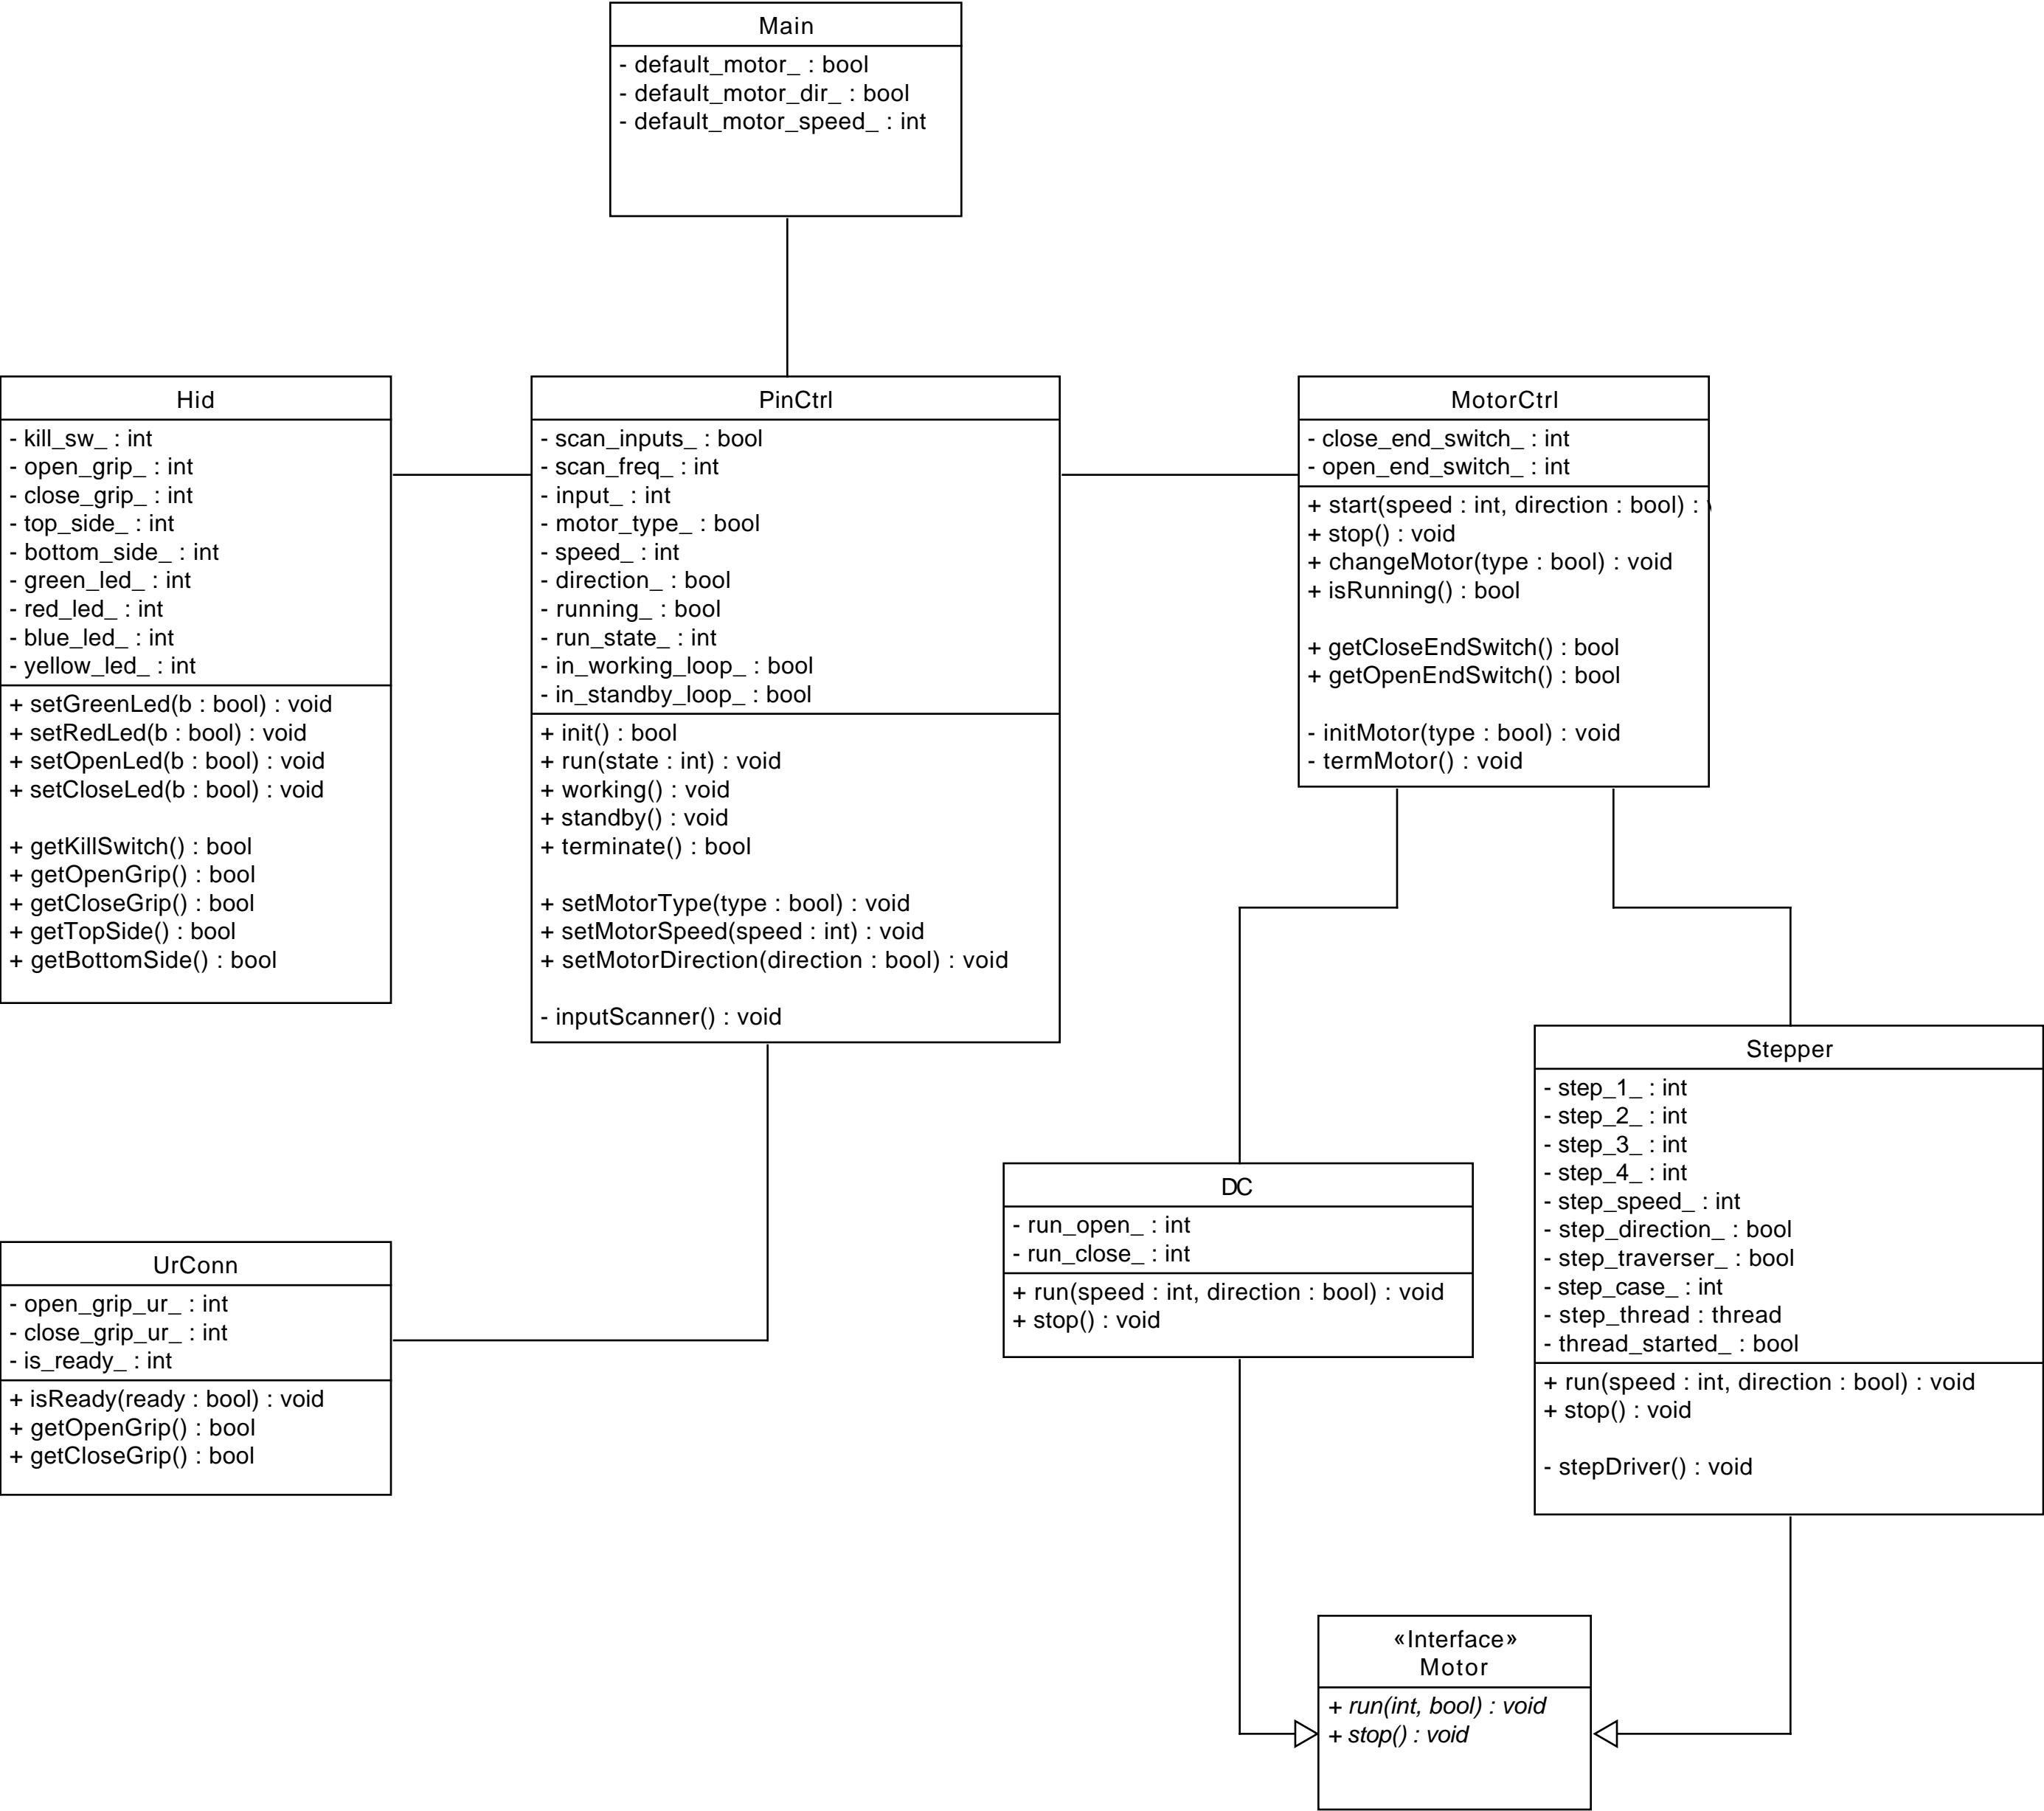 Main
- default_motor_ : bool
- default_motor_dir_ : bool
- default_motor_speed_ : int
Hid
- kill_sw_ : int
- open_grip_ : int
- close_grip_ : int
- top_side_ : int
- bottom_side_ : int
- green_led_ : int
- red_led_ : int
- blue_led_ : int
- yellow_led_ : int
+ setGreenLed(b : bool) : void
+ setRedLed(b : bool) : void
+ setOpenLed(b : bool) : void
+ setCloseLed(b : bool) : void
+ getKillSwitch() : bool
+ getOpenGrip() : bool
+ getCloseGrip() : bool
+ getTopSide() : bool
+ getBottomSide() : bool
PinCtrl
- scan_inputs_ : bool
- scan_freq_ : int
- input_ : int
- motor_type_ : bool
- speed_ : int
- direction_ : bool
- running_ : bool
- run_state_ : int
- in_working_loop_ : bool
- in_standby_loop_ : bool
+ init() : bool
+ run(state : int) : void
+ working() : void
+ standby() : void
+ terminate() : bool
+ setMotorType(type : bool) : void
+ setMotorSpeed(speed : int) : void
+ setMotorDirection(direction : bool) : void
- inputScanner() : void
MotorCtrl
- close_end_switch_ : int
- open_end_switch_ : int
+ start(speed : int, direction : bool) :
+ stop() : void
+ changeMotor(type : bool) : void
+ isRunning() : bool
+ getCloseEndSwitch() : bool
+ getOpenEndSwitch() : bool
- initMotor(type : bool) : void
- termMotor() : void
UrConn
- open_grip_ur_ : int
- close_grip_ur_ : int
- is_ready_ : int
+ isReady(ready : bool) : void
+ getOpenGrip() : bool
+ getCloseGrip() : bool
DC
- run_open_ : int
- run_close_ : int
+ run(speed : int, direction : bool) : void
+ stop() : void
Stepper
- step_1_ : int
- step_2_ : int
- step_3_ : int
- step_4_ : int
- step_speed_ : int
- step_direction_ : bool
- step_traverser_ : bool
- step_case_ : int
- step_thread : thread
- thread_started_ : bool
+ run(speed : int, direction : bool) : void
+ stop() : void
- stepDriver() : void
«Interface»
Motor
+ run(int, bool) : void
+ stop() : void